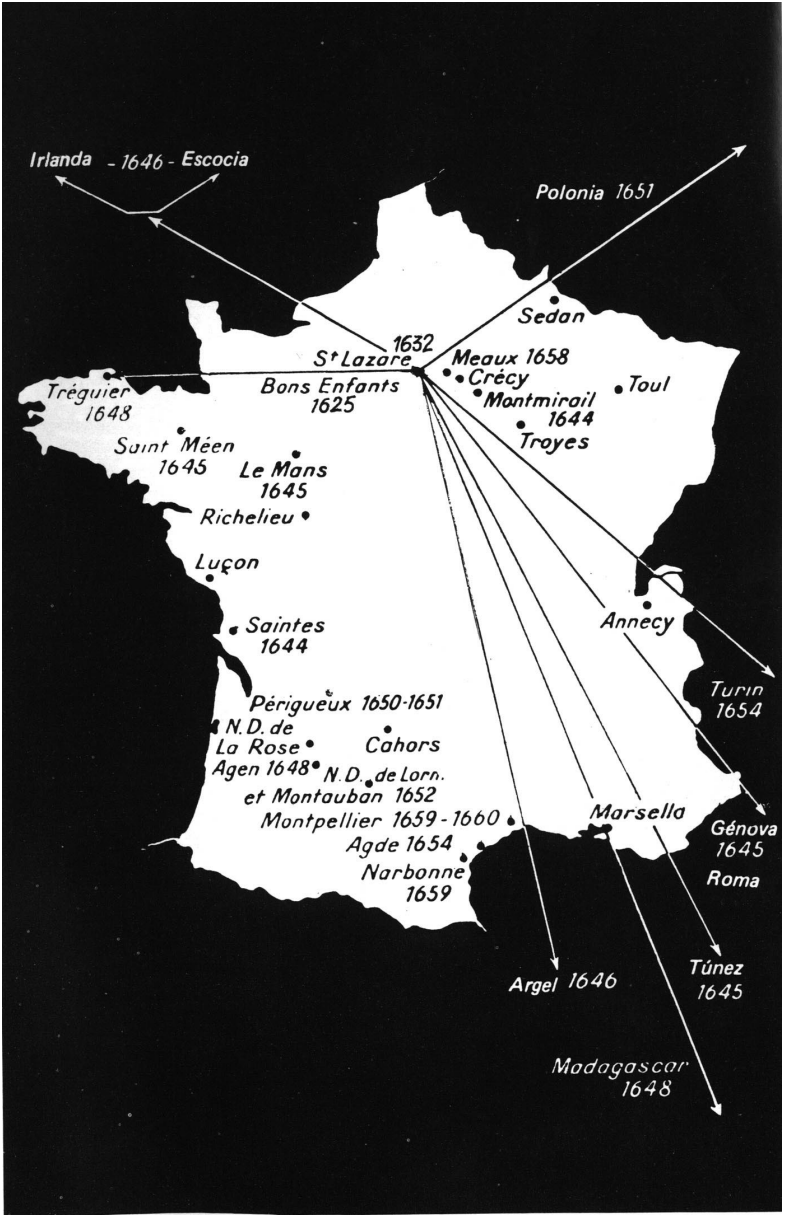 Irlanda - 1646 - Escocia
Polonia 1651
Sedan
1632
St Lazare
Meaux 1658
Crécy
Bons Enfants
1625
Montmirail
1644
Toul
Troyes
Tréguier
1648
Saint Méen
1645
Le Mans
1645
Richelieu
Luçon
Annecy
Saintes
1644
Turin
1654
Périgueux 1650-1651
N.D. de
La Rose
Cahors
Agen 1648
N.D. de Lorm.
et Montauban 1652
Montpellier 1659-1660
Marsella
Agde 1654
Génova
1645
Narbonne
1659
Roma
Argel 1646
Túnez
1645
Madagascar
1648